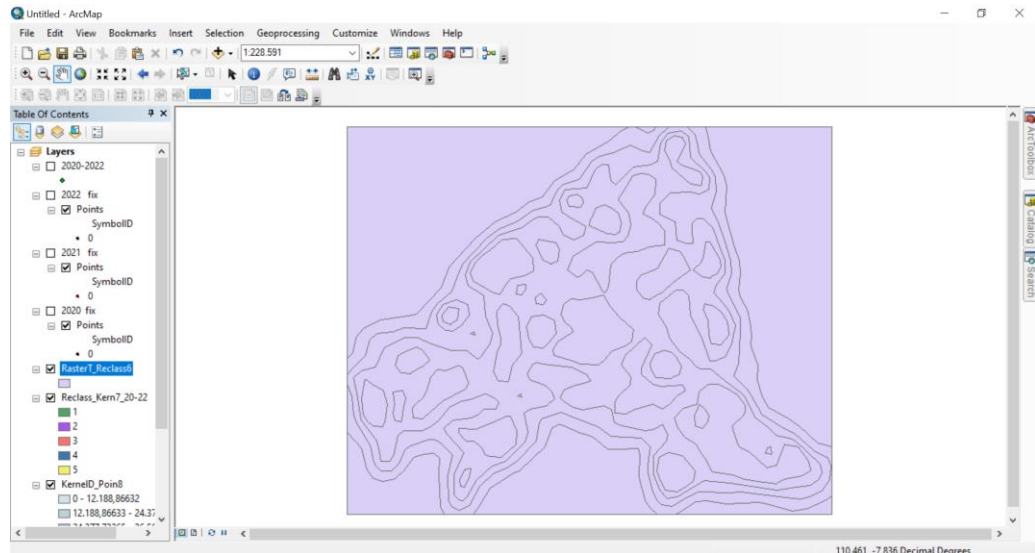 Untitled - ArcMap
File Edit View Bookmarks Insert Selection Geoprocessing Customize Windows Help
1:228.591
Table Of Contents
Layers
2020-2022
2022 fix
Points
SymbolID
0
2021 fix
Points
SymbolID
0
2020 fix
Points
SymbolID
0
RasterT_Reclass6
Reclass_Kern7_20-22
1
2
3
4
5
KernelD_Poin8
0 - 12.188,86632
12.188,86633 - 24.37
ArcToolbox
Catalog
Search
110,461 -7,836 Decimal Degrees